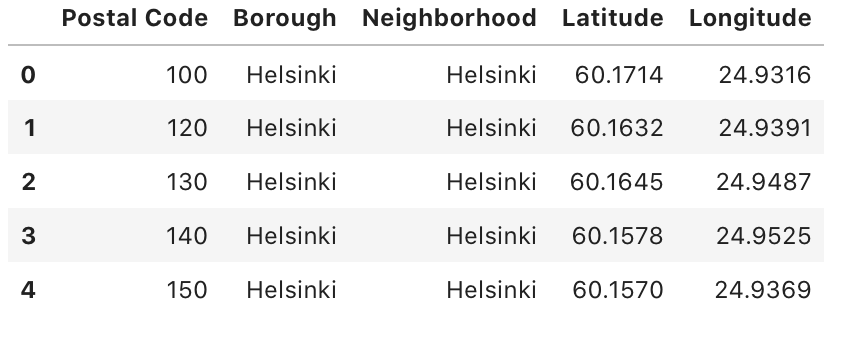 Postal Code Borough Neighborhood Latitude Longitude
0 100 Helsinki Helsinki 60.1714 24.9316
1 120 Helsinki Helsinki 60.1632 24.9391
2 130 Helsinki Helsinki 60.1645 24.9487
3 140 Helsinki Helsinki 60.1578 24.9525
4 150 Helsinki Helsinki 60.1570 24.9369